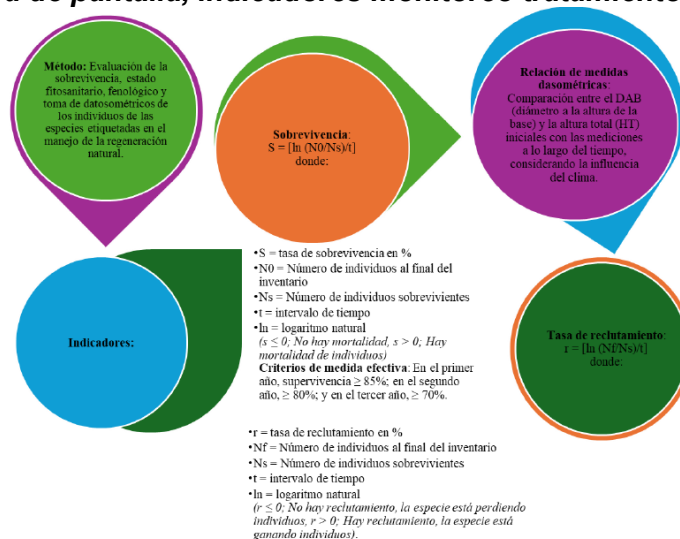 de pantalla, indicadores monitoreo tratamiento
Método: Evaluación de la
sobrevivencia, estado
fitosanitario, fenológico y
toma de datosométricos de
los individuos de las
especies etiquetadas en el
manejo de la regeneración
natural.
Sobrevivencia:
S = [ln (N0/Ns)/t]
donde:
Relación de medidas
dasométricas:
Comparación entre el DAB
(diámetro a la altura de la
base) y la altura total (HT)
iniciales con las mediciones
a lo largo del tiempo,
considerando la influencia
del clima.
Indicadores:
•S = tasa de sobrevivencia en %
•N0 = Número de individuos al final del
inventario
•Ns = Número de individuos sobrevivientes
•t = intervalo de tiempo
•ln = logaritmo natural
(s ≤ 0; No hay mortalidad, s > 0; Hay
mortalidad de individuos)
Criterios de medida efectiva: En el primer
año, supervivencia ≥ 85%; en el segundo
año, ≥ 80%; y en el tercer año, ≥ 70%.
Tasa de reclutamiento:
r = [ln (Nf/Ns)/t]
donde:
•r = tasa de reclutamiento en %
•Nf = Número de individuos al final del inventario
•Ns = Número de individuos sobrevivientes
•t = intervalo de tiempo
•ln = logaritmo natural
(r ≤ 0; No hay reclutamiento, la especie está perdiendo
individuos, r > 0; Hay reclutamiento, la especie está
ganando individuos).